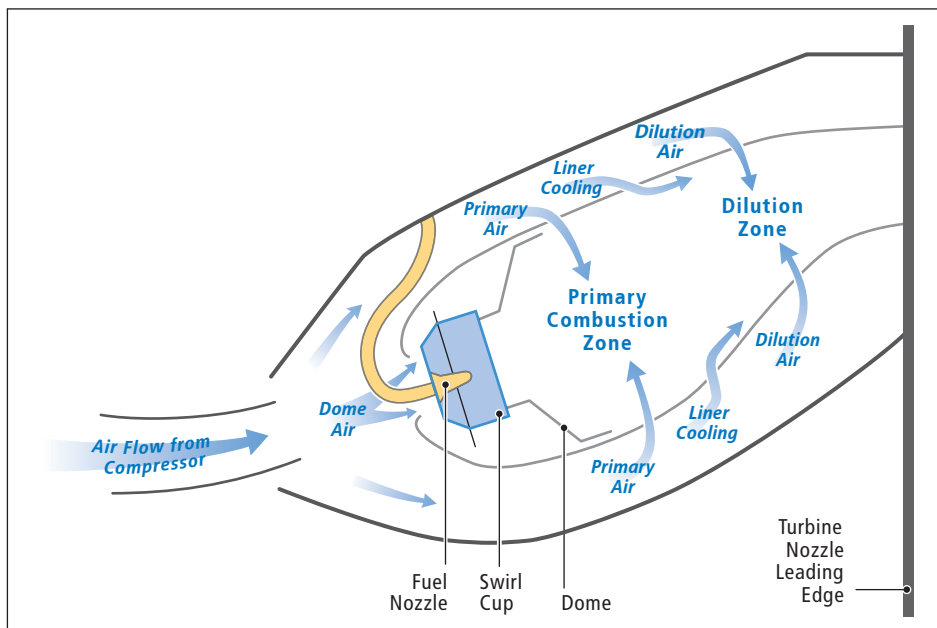 Dilution
Air
Liner
Cooling
Primary
Air
Dilution
Zone
Primary
Combustion
Zone
Dilution
Air
Dome
Air
Liner
Cooling
Air Flow from
Compressor
Primary
Air
Turbine
Nozzle
Leading
Edge
Fuel
Nozzle
Swirl
Cup
Dome